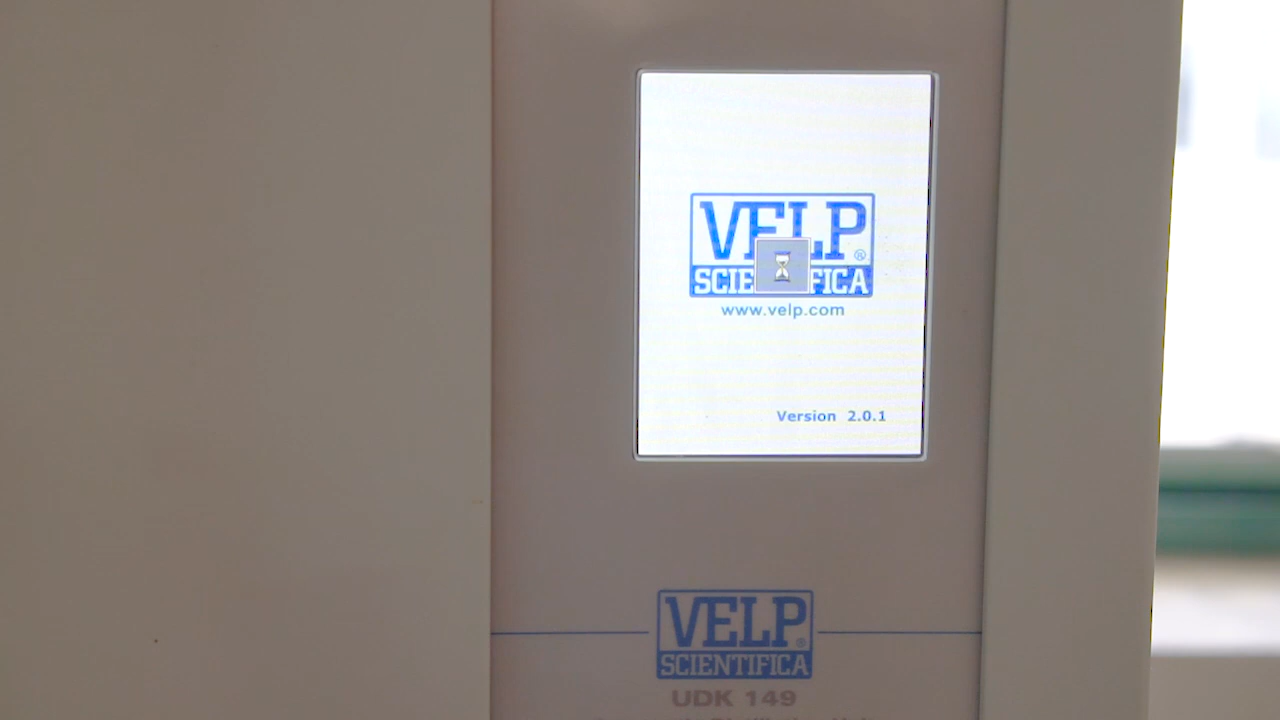 VELP®
SCIENTIFICA
www.velp.com
Version 2.0.1
VELP®
SCIENTIFICA
UDK 149